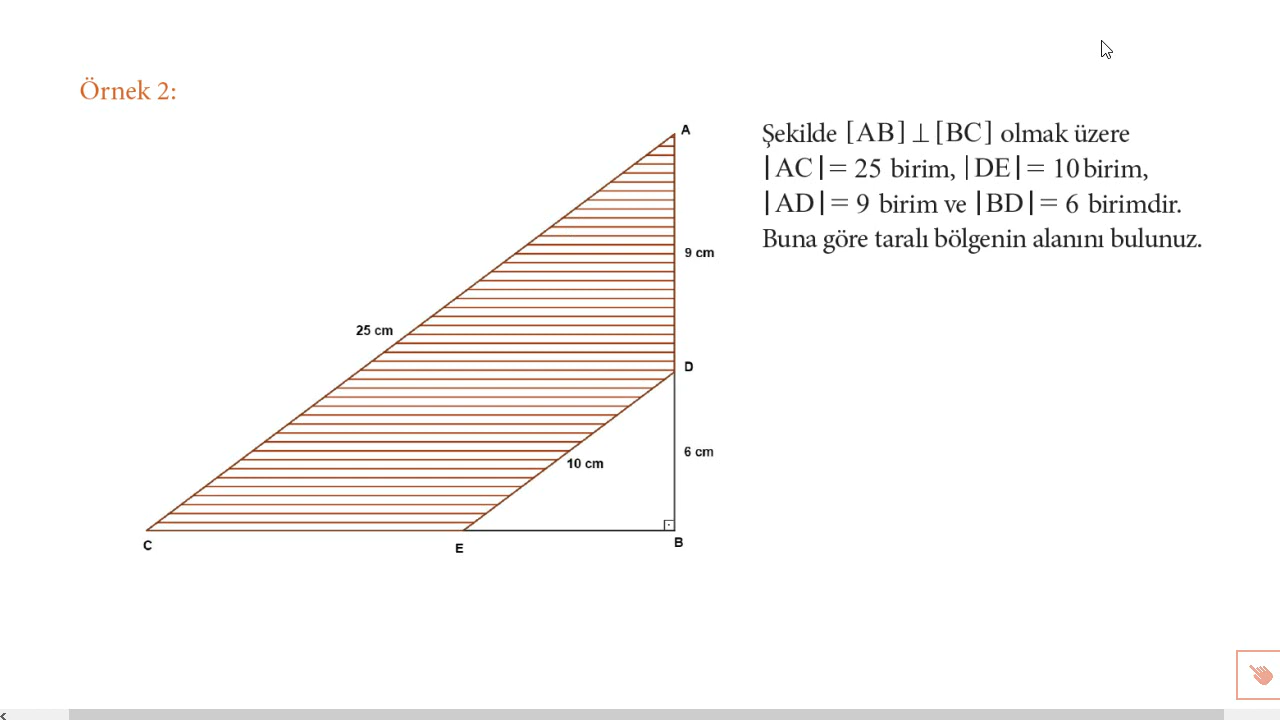 Örnek 2:
A
Şekilde [AB] ⊥ [BC] olmak üzere
|AC| = 25 birim, |DE| = 10 birim,
|AD| = 9 birim ve |BD| = 6 birimdir.
Buna göre taralı bölgenin alanını bulunuz.
9 cm
25 cm
D
6 cm
10 cm
C
E
B